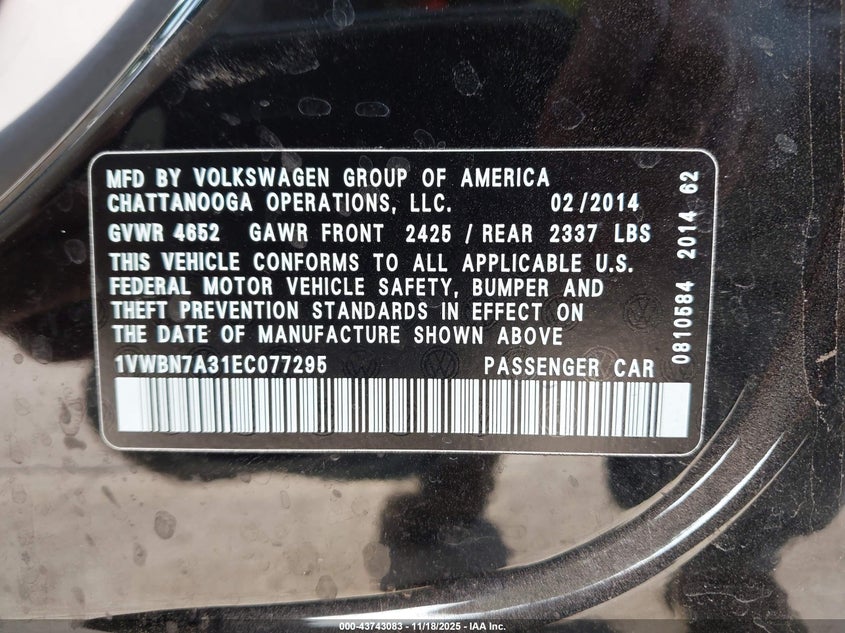 MFD BY VOLKSWAGEN GROUP OF AMERICA
CHATTANOOGA OPERATIONS, LLC. 02/2014
GVWR 4652 GAWR FRONT 2425 / REAR 2337 LBS
THIS VEHICLE CONFORMS TO ALL APPLICABLE U.S.
FEDERAL MOTOR VEHICLE SAFETY, BUMPER AND
THEFT PREVENTION STANDARDS IN EFFECT ON
THE DATE OF MANUFACTURE SHOWN ABOVE
1VWBN7A31EC077295 PASSENGER CAR
0810584 2014 62
000-43743083 - 11/18/2025 - IAA Inc.